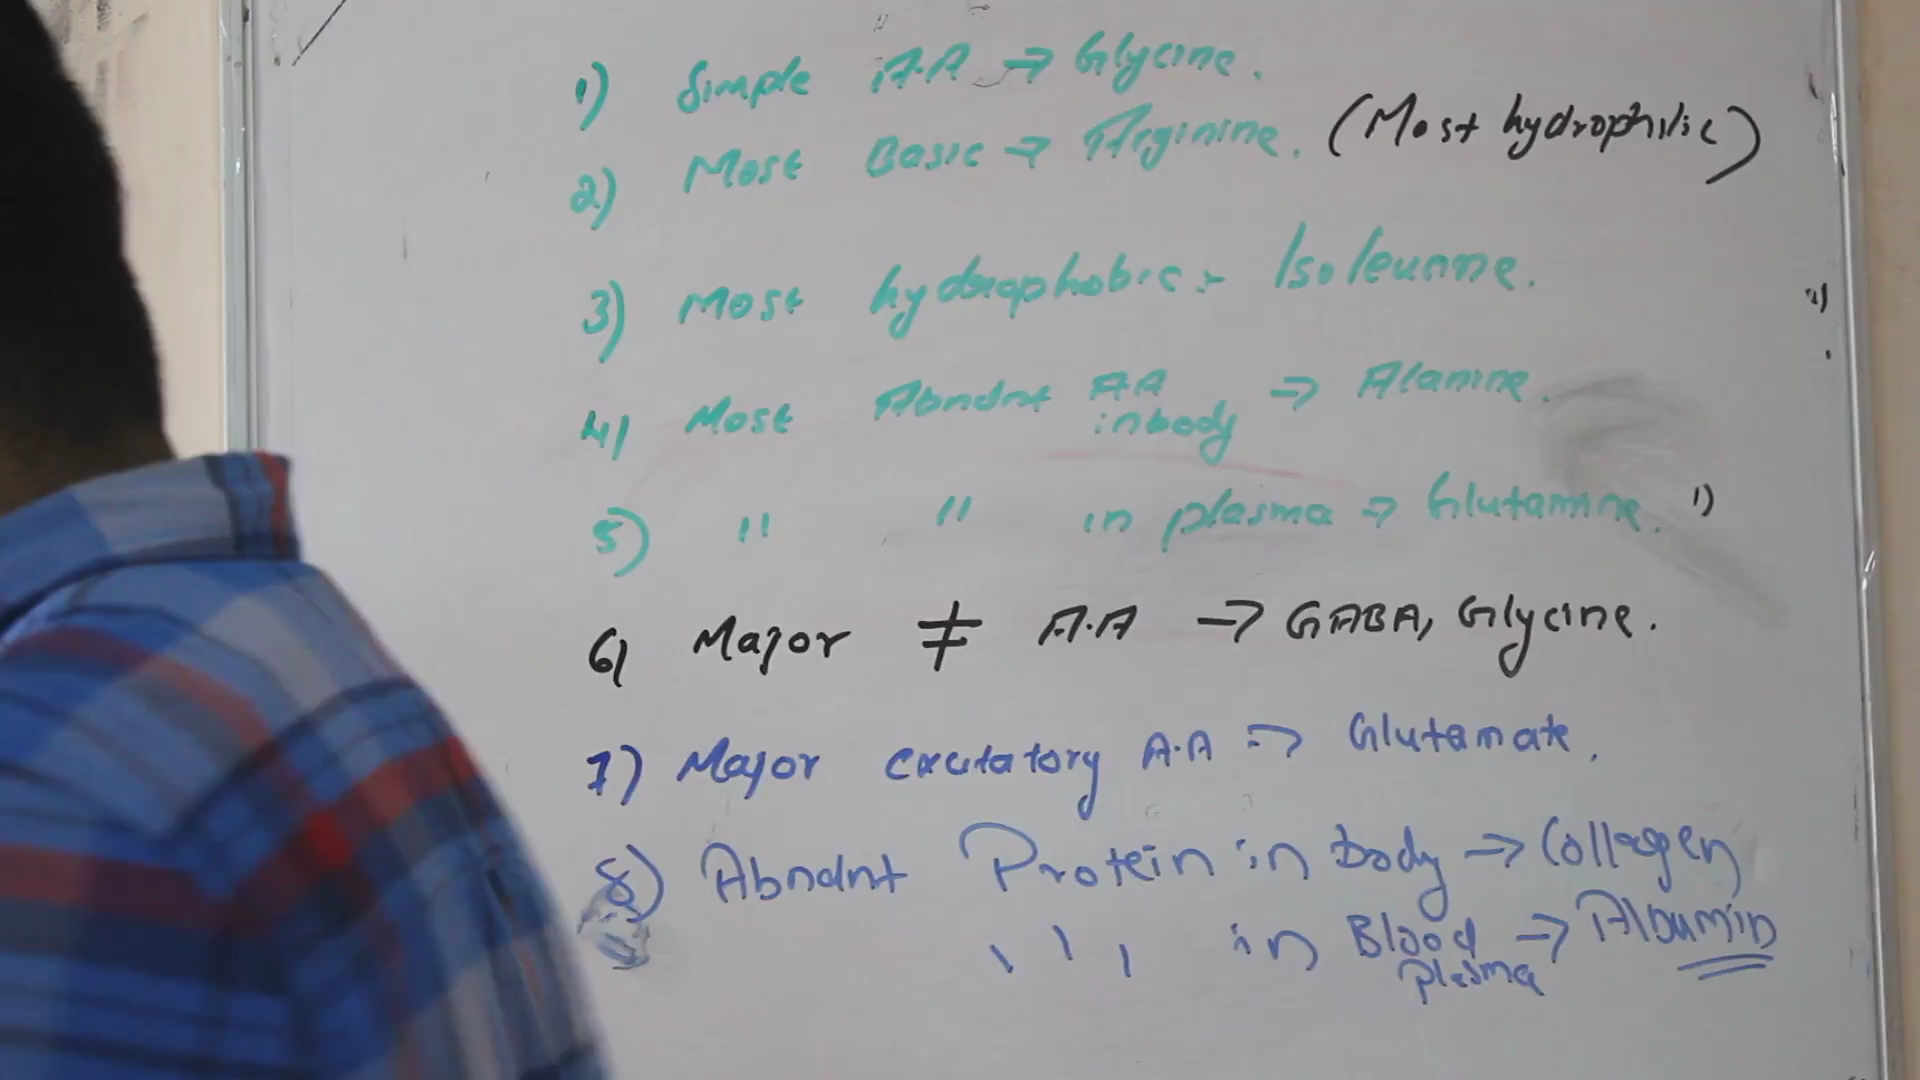 1) Simple A.A → Glycine.
2) Most Basic → Arginine. (Most hydrophilic)
3) Most hydrophobic :- Isoleucine.
4) Most Abndnt AA in body ⇒ Alanine.
5) " " in plasma ⇒ Glutamine. 1)
6) Major ≠ A.A → GABA, Glycine.
7) Major excitatory A.A ⇒ Glutamate.
8) Abndnt Protein in body → Collagen
" in Blood plasma → Albumin